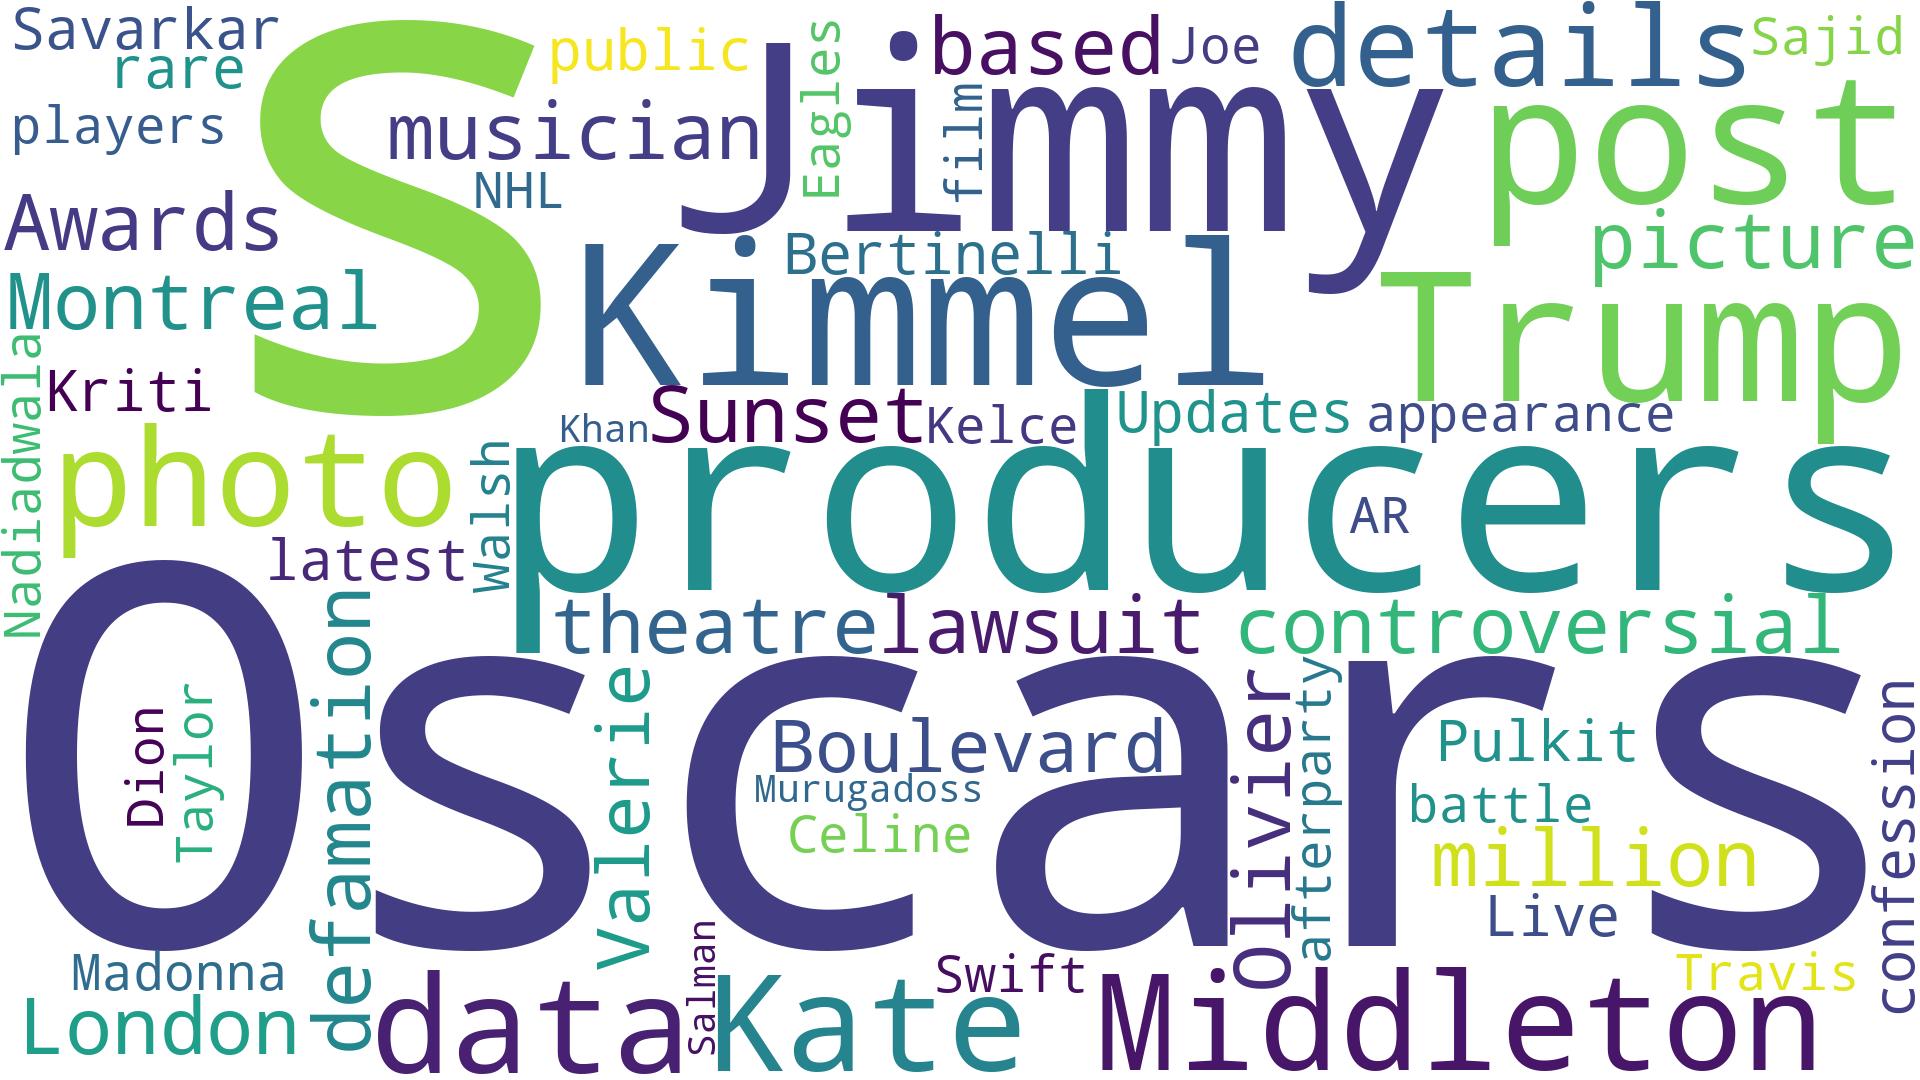 Savarkar
rare
players
S
public
musician
NHL
Jimmy
Eagles
film
based
Joe
details
Sajid
post
picture
Awards
Montreal
Kimmel
Bertinelli
Trump
Nadiadwala
Kriti
Khan
Sunset
Kelce
Updates
appearance
photo
Walsh
producers
AR
latest
theatre
lawsuit
controversial
Oscars
Dion
Taylor
defamation
Valerie
Boulevard
Murugadoss
Celine
Olivier
afterparty
Pulkit
battle
million
Live
confession
Madonna
London
data
Salman
Kate
Swift
Middleton
Travis